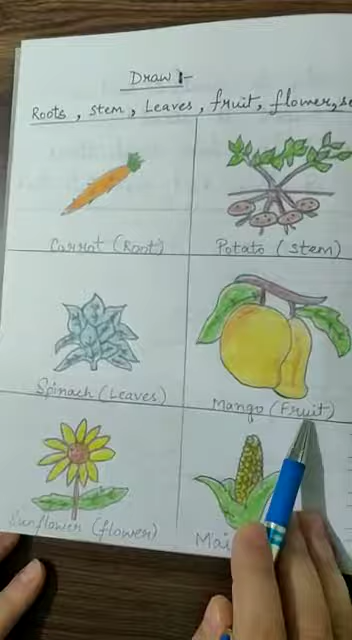 Draw :-
Roots, stem, Leaves, fruit, flower,
Carrot (Root)
Potato (stem)
Spinach (Leaves)
Mango (Fruit)
Sunflower (flower)